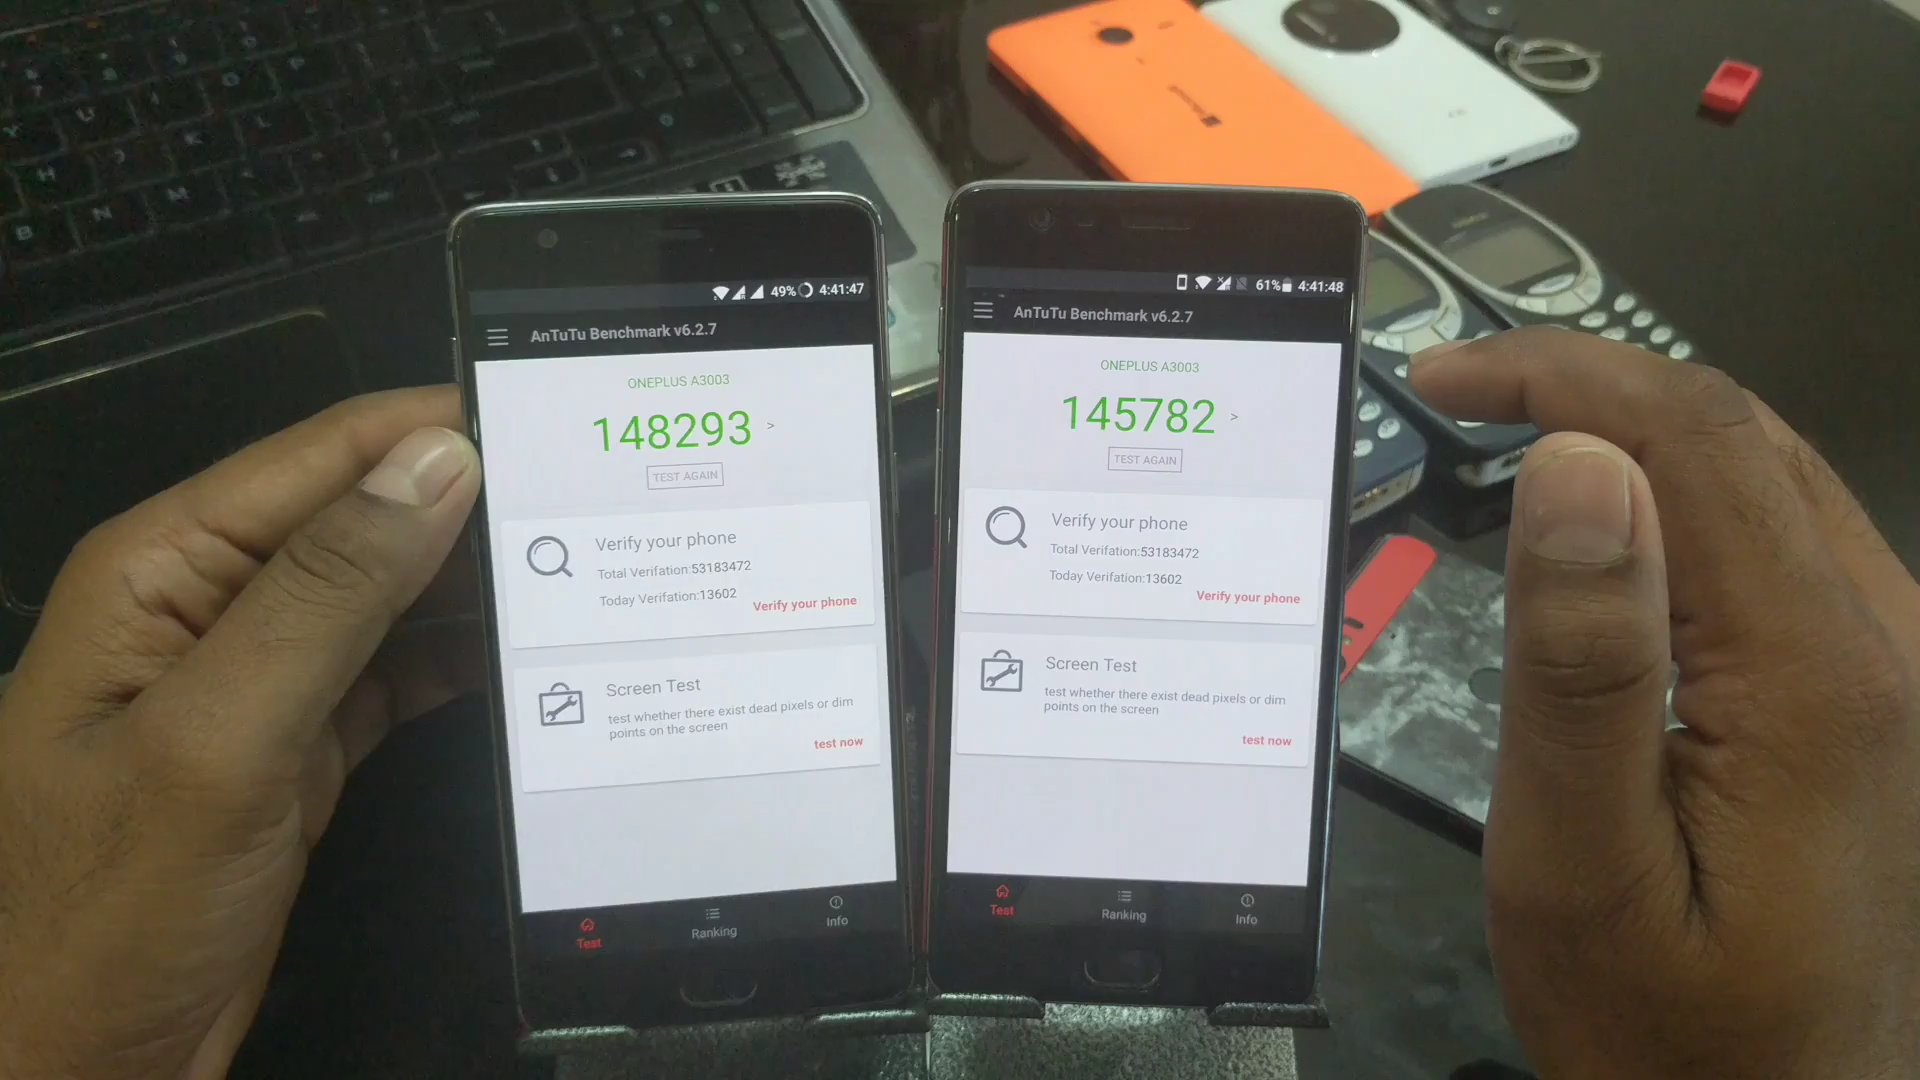 49% 4:41:47
AnTuTu Benchmark v6.2.7
ONEPLUS A3003
148293 >
TEST AGAIN
Verify your phone
Total Verifation:53183472
Today Verifation:13602
Verify your phone
Screen Test
test whether there exist dead pixels or dim
points on the screen
test now
Test
Ranking
Info
61% 4:41:48
AnTuTu Benchmark v6.2.7
ONEPLUS A3003
145782 >
TEST AGAIN
Verify your phone
Total Verifation:53183472
Today Verifation:13602
Verify your phone
Screen Test
test whether there exist dead pixels or dim
points on the screen
test now
Test
Ranking
Info